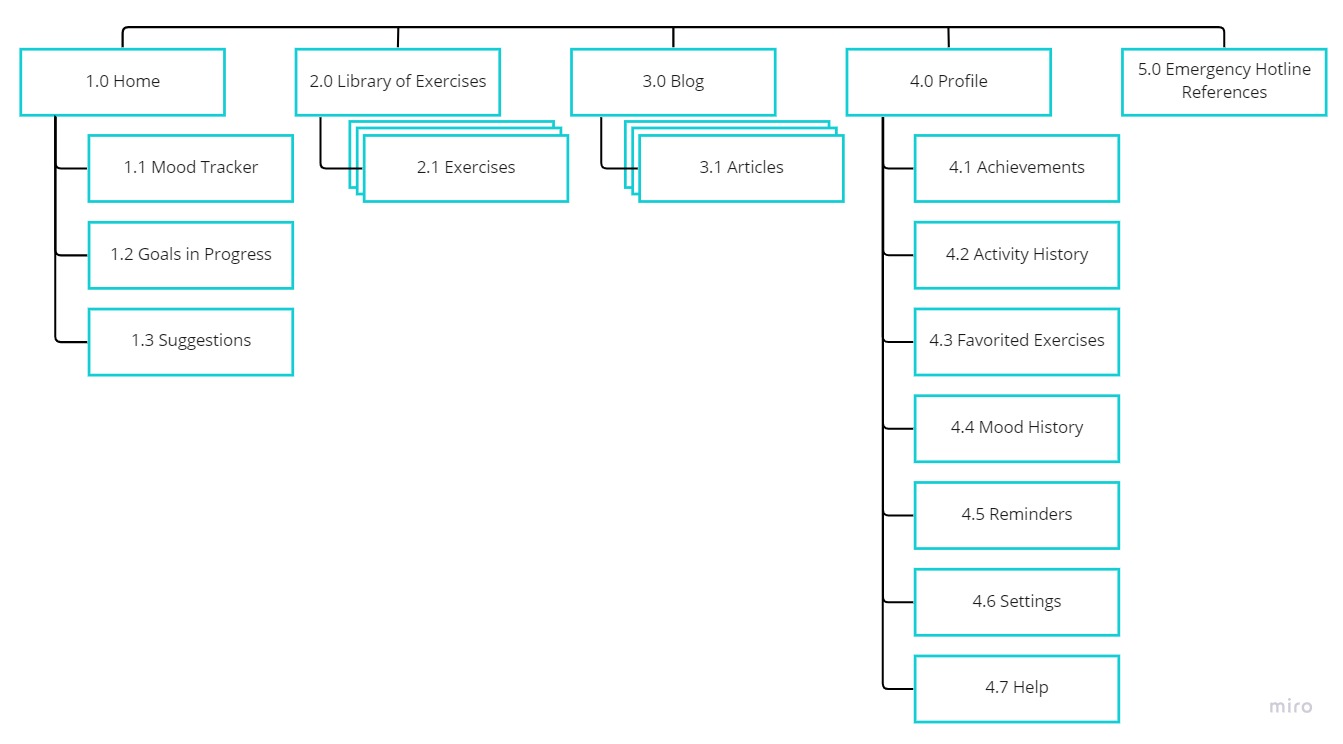 1.0 Home
2.0 Library of Exercises
3.0 Blog
4.0 Profile
5.0 Emergency Hotline
References
1.1 Mood Tracker
2.1 Exercises
3.1 Articles
4.1 Achievements
1.2 Goals in Progress
4.2 Activity History
1.3 Suggestions
4.3 Favorited Exercises
4.4 Mood History
4.5 Reminders
4.6 Settings
4.7 Help
miro